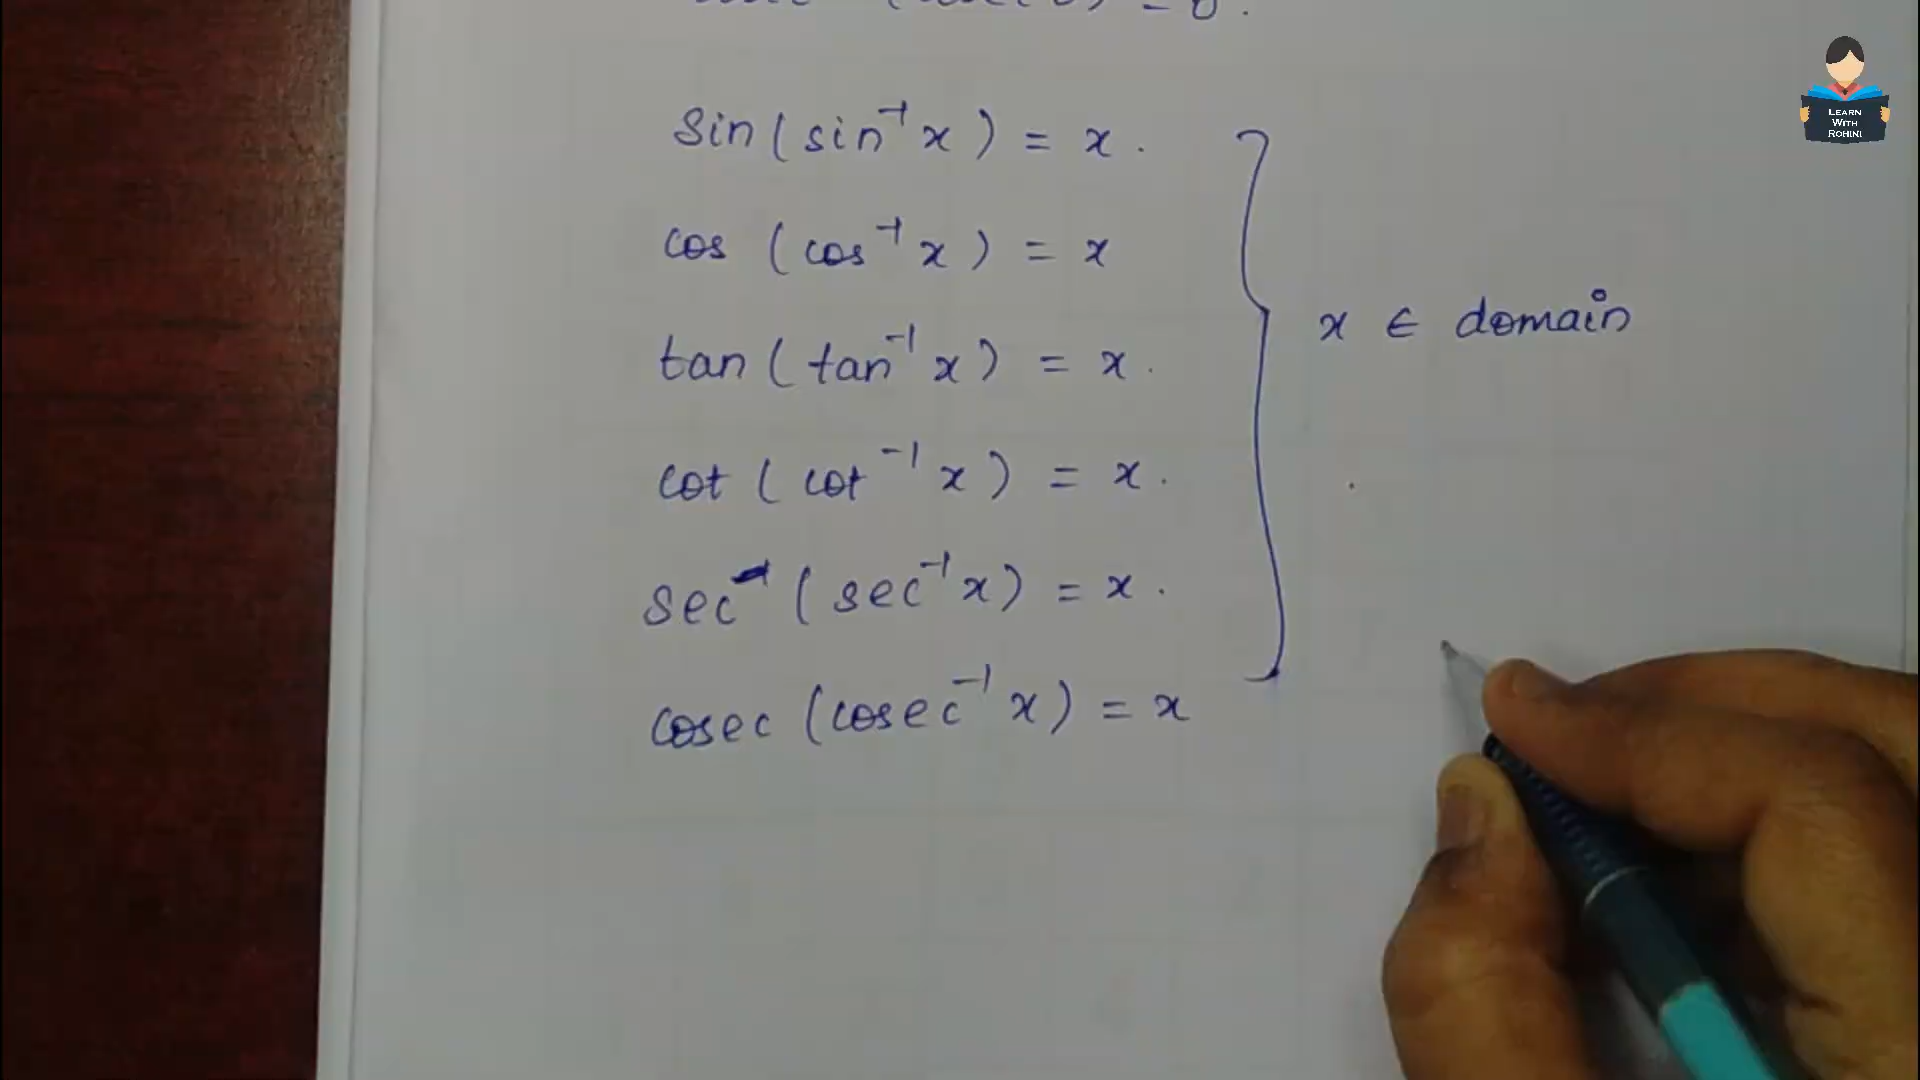 sin(sin⁻¹x) = x.
cos (cos⁻¹x) = x
tan(tan⁻¹x) = x.
cot(cot⁻¹x) = x.
sec (sec⁻¹x) = x.
cosec (cosec⁻¹x) = x
x ∈ domain
LEARN
WITH
ROHINI